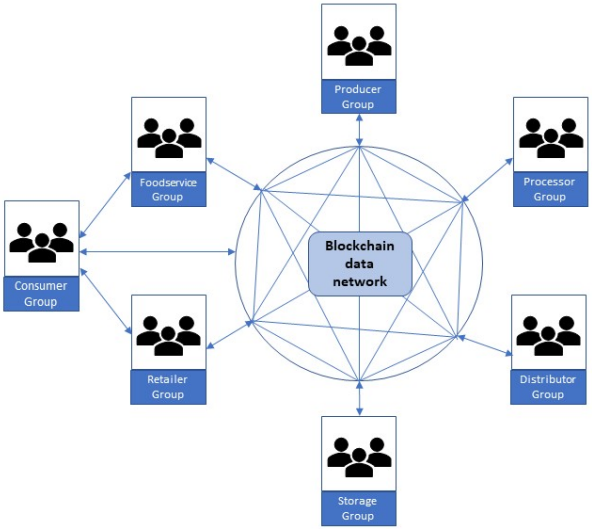 Producer
Group
Foodservice
Group
Processor
Group
Consumer
Group
Blockchain
data
network
Retailer
Group
Distributor
Group
Storage
Group